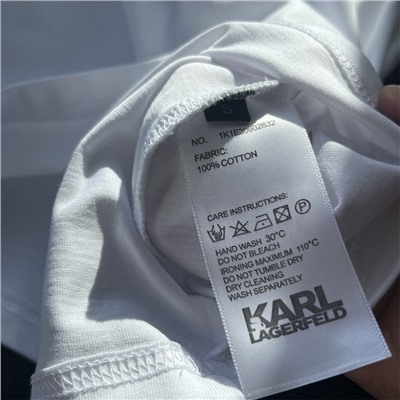 NO. 1K1E30002832
FABRIC:
100% COTTON
CARE INSTRUCTIONS:
HAND WASH 30°C
DO NOT BLEACH
IRONING MAXIMUM 110°C
DO NOT TUMBLE DRY
DRY CLEANING
WASH SEPARATELY
KARL
LAGERFELD